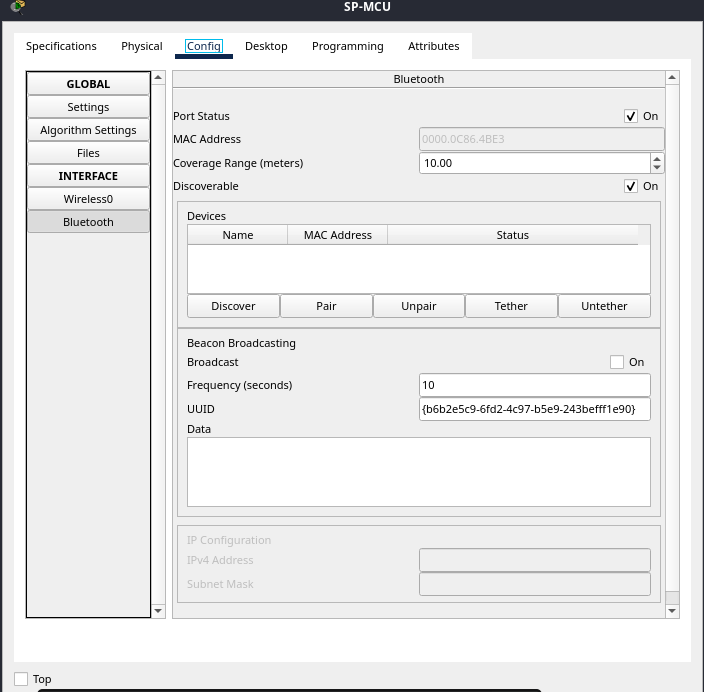 SP-MCU
Specifications Physical Config Desktop Programming Attributes
GLOBAL
Settings
Algorithm Settings
Files
INTERFACE
Wireless0
Bluetooth
Bluetooth
Port Status On
MAC Address 0000.0C86.4BE3
Coverage Range (meters) 10.00
Discoverable On
Devices
Name MAC Address Status
Discover Pair Unpair Tether Untether
Beacon Broadcasting
Broadcast On
Frequency (seconds) 10
UUID {b6b2e5c9-6fd2-4c97-b5e9-243befff1e90}
Data
IP Configuration
IPv4 Address
Subnet Mask
Top